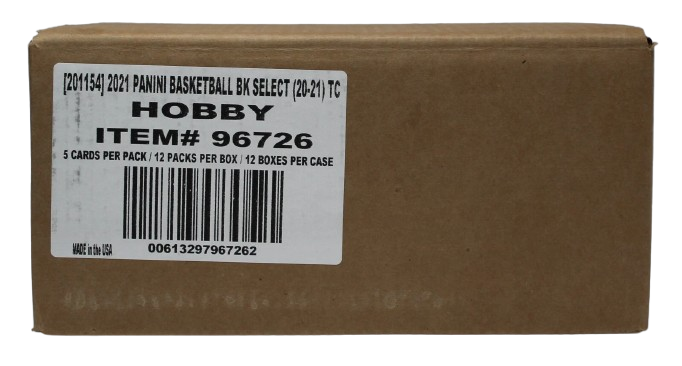 [201154] 2021 PANINI BASKETBALL BK SELECT (20-21) TC
HOBBY
ITEM# 96726
5 CARDS PER PACK / 12 PACKS PER BOX / 12 BOXES PER CASE
MADE in the USA
00613297967262